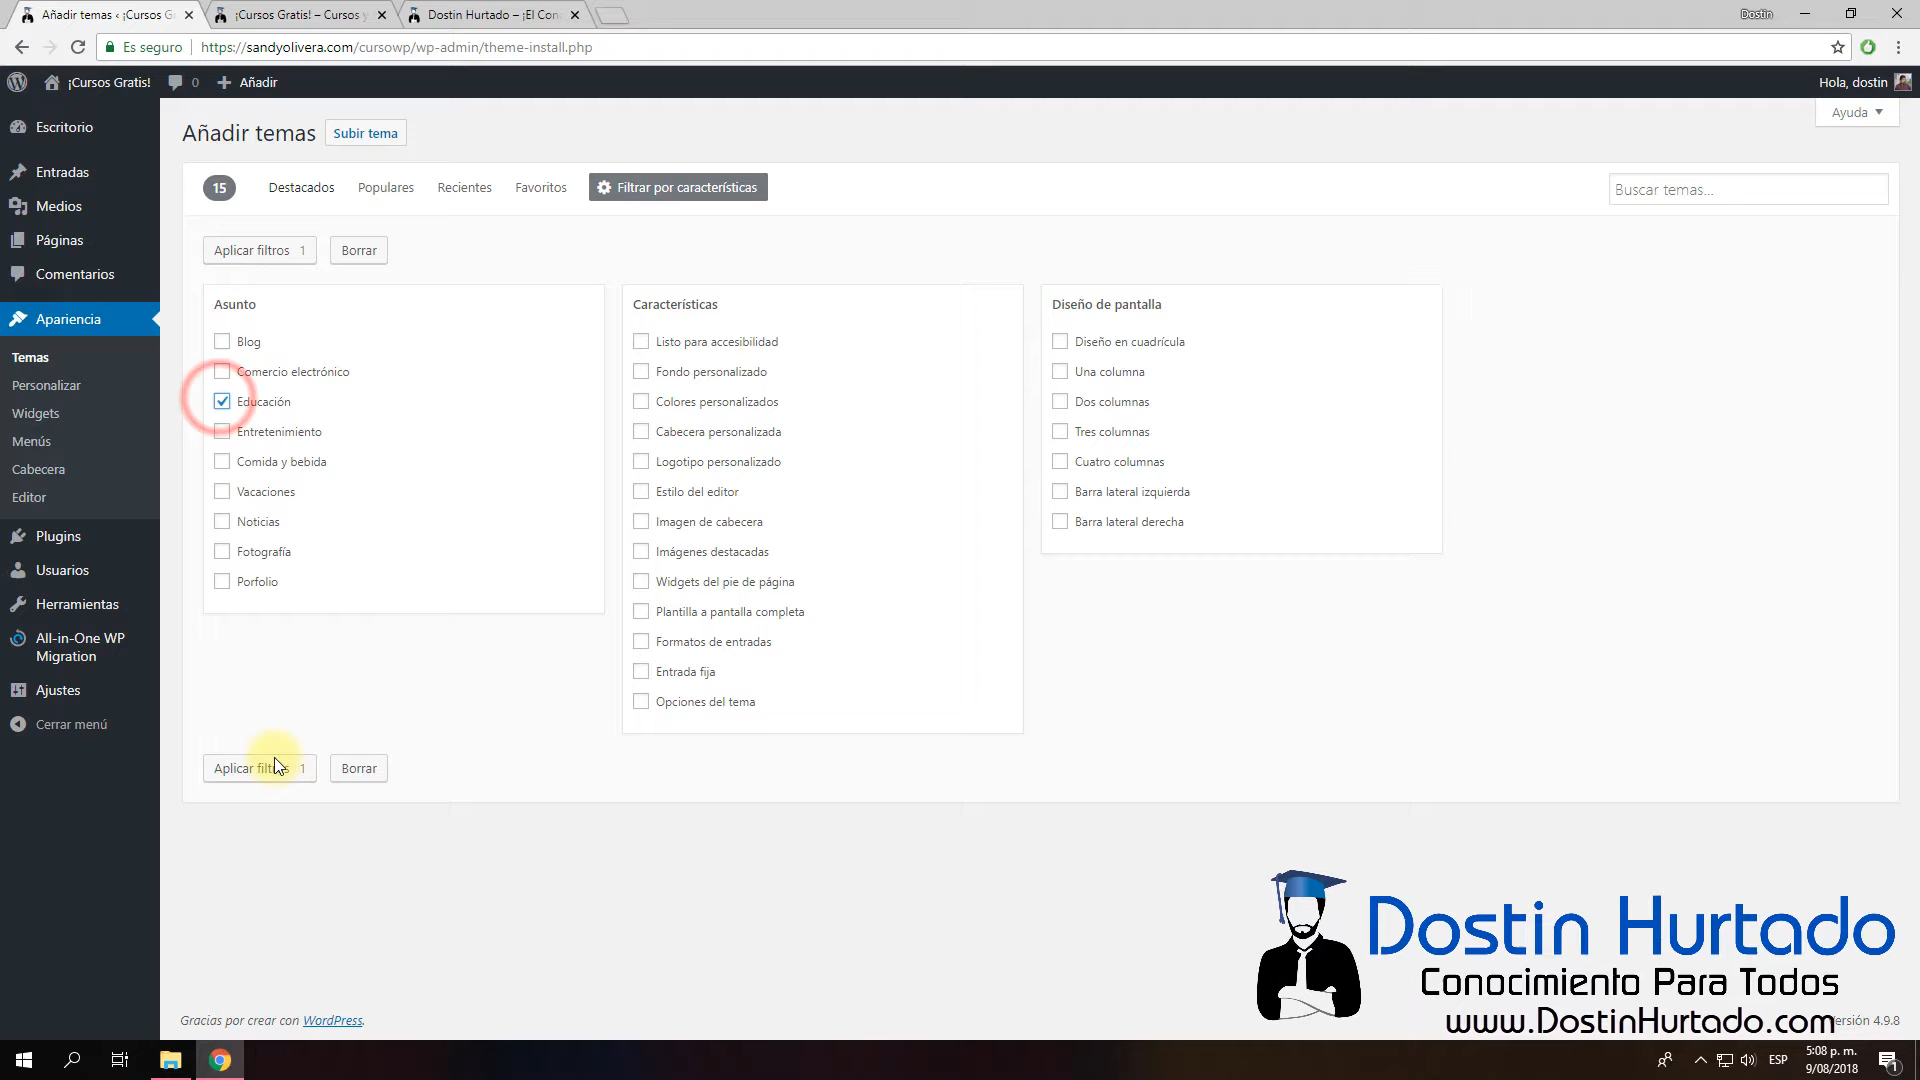 Añadir temas ‹ ¡Cursos Gr
¡Cursos Gratis! – Cursos y
Dostin Hurtado – ¡El Con
Dostin
Es seguro
https://sandyolivera.com/cursowp/wp-admin/theme-install.php
¡Cursos Gratis!
0
Añadir
Hola, dostin
Escritorio
Entradas
Medios
Páginas
Comentarios
Apariencia
Temas
Personalizar
Widgets
Menús
Cabecera
Editor
Plugins
Usuarios
Herramientas
All-in-One WP
Migration
Ajustes
Cerrar menú
Ayuda
Añadir temas
Subir tema
15
Destacados
Populares
Recientes
Favoritos
Filtrar por características
Buscar temas...
Aplicar filtros 1
Borrar
Asunto
Blog
Comercio electrónico
Educación
Entretenimiento
Comida y bebida
Vacaciones
Noticias
Fotografía
Porfolio
Características
Listo para accesibilidad
Fondo personalizado
Colores personalizados
Cabecera personalizada
Logotipo personalizado
Estilo del editor
Imagen de cabecera
Imágenes destacadas
Widgets del pie de página
Plantilla a pantalla completa
Formatos de entradas
Entrada fija
Opciones del tema
Diseño de pantalla
Diseño en cuadrícula
Una columna
Dos columnas
Tres columnas
Cuatro columnas
Barra lateral izquierda
Barra lateral derecha
Aplicar filtros 1
Borrar
Dostin Hurtado
Conocimiento Para Todos
www.DostinHurtado.com
Gracias por crear con WordPress.
ersión 4.9.8
ESP
5:08 p. m.
9/08/2018
1